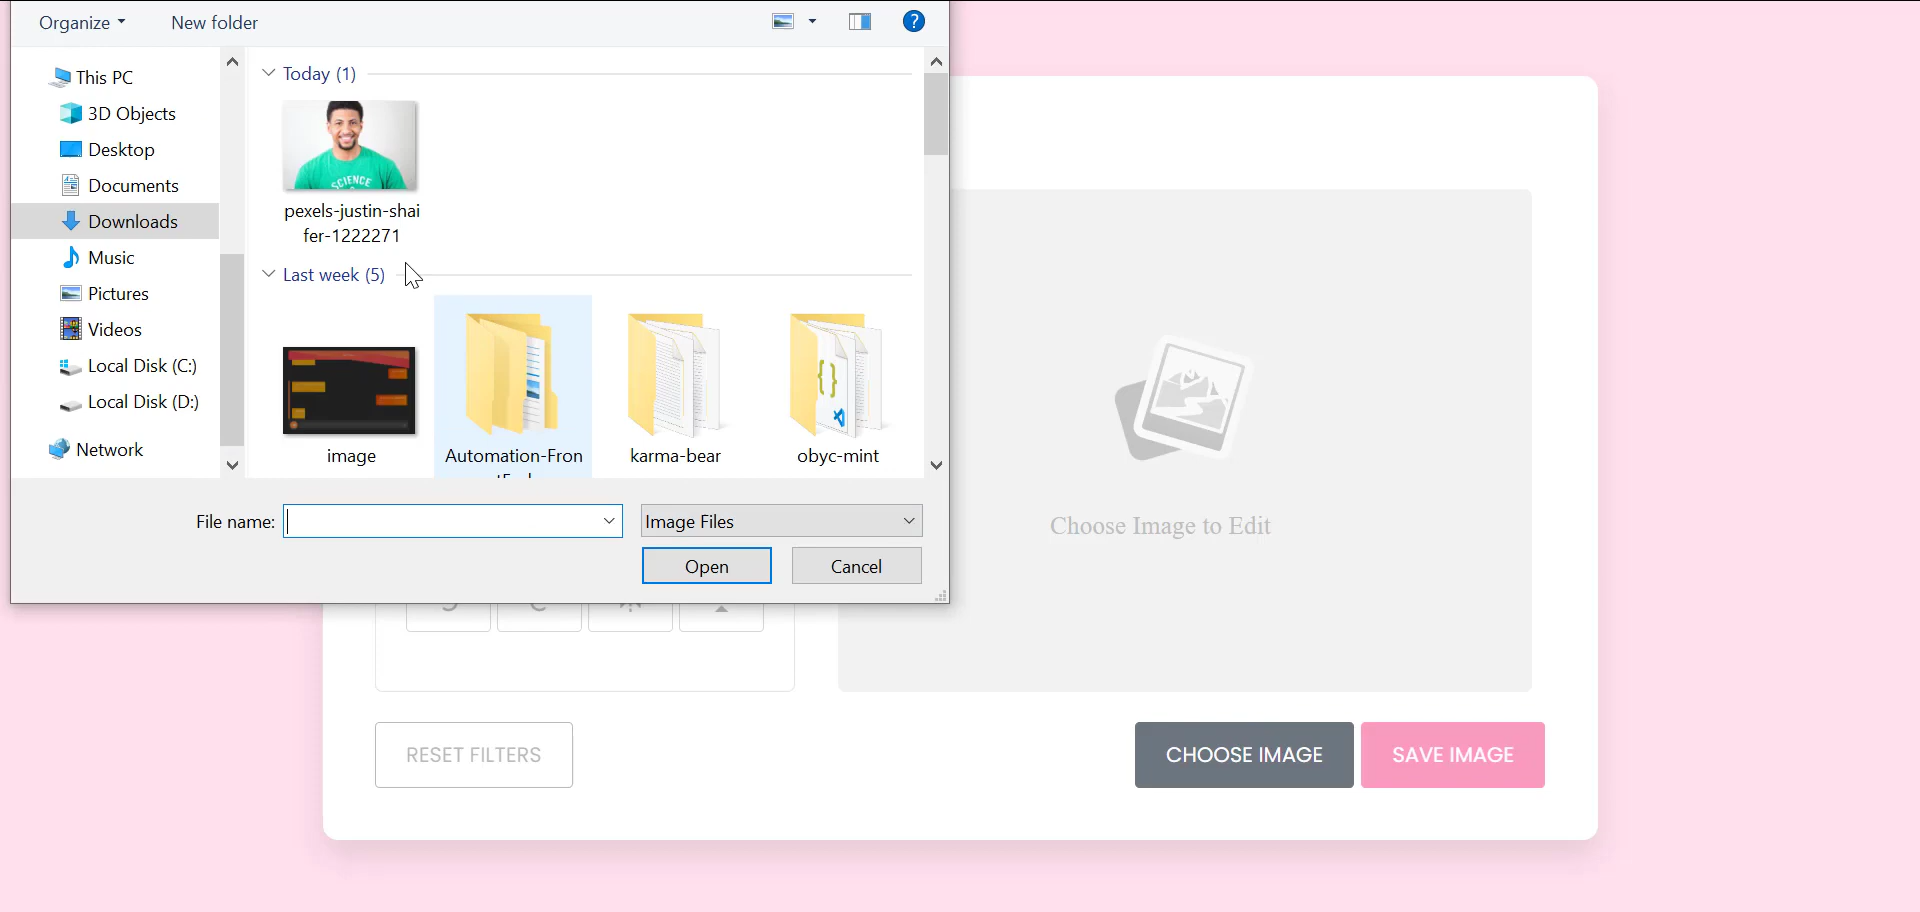 Organize
New folder
This PC
3D Objects
Desktop
Documents
Downloads
Music
Pictures
Videos
Local Disk (C:)
Local Disk (D:)
Network
Today (1)
SCIENCE
pexels-justin-shai
fer-1222271
Last week (5)
image
Automation-Fron
karma-bear
obyc-mint
File name:
Image Files
Open
Cancel
Choose Image to Edit
RESET FILTERS
CHOOSE IMAGE
SAVE IMAGE